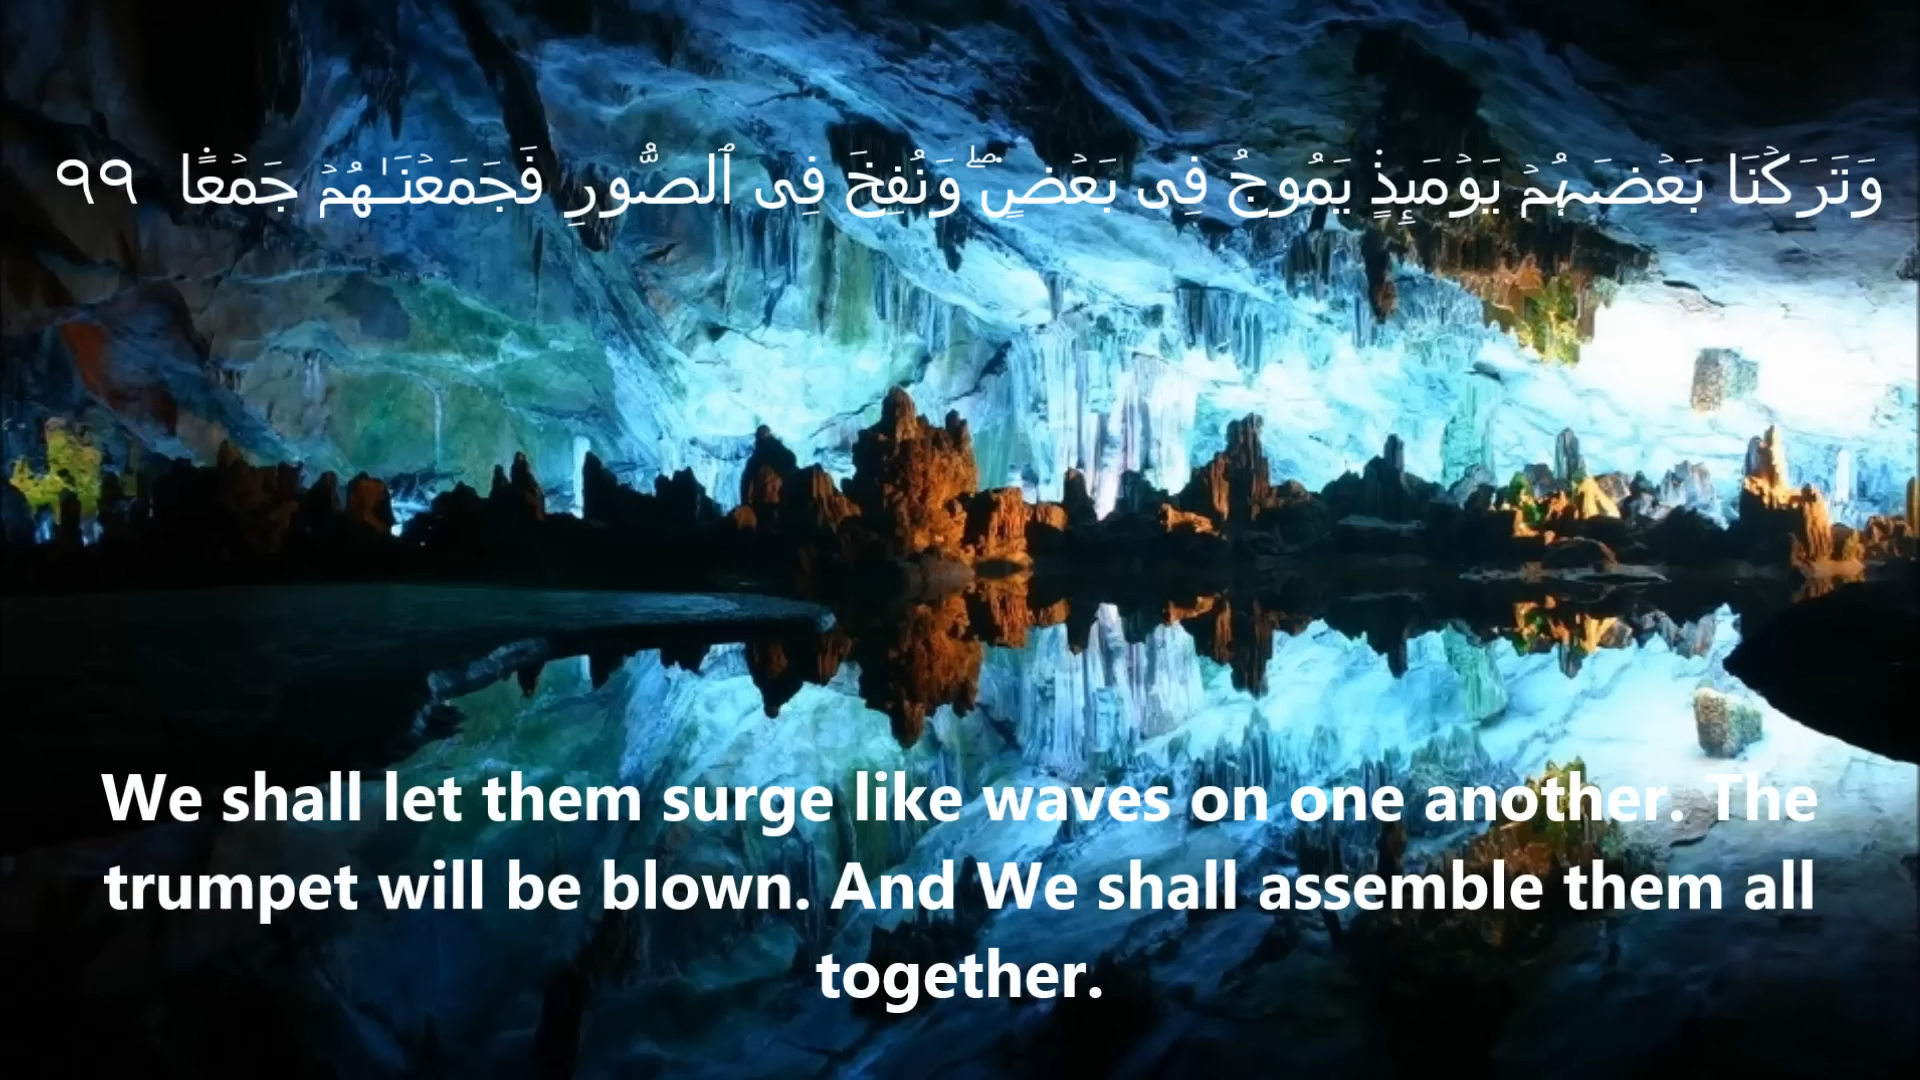 وَتَرَكْنَا بَعْضَهُمْ يَوْمَئِذٍ يَمُوجُ فِى بَعْضٍ ۖ وَنُفِخَ فِى ٱلصُّورِ فَجَمَعْنَـٰهُمْ جَمْعًا ٩٩
We shall let them surge like waves on one another. The
trumpet will be blown. And We shall assemble them all
together.